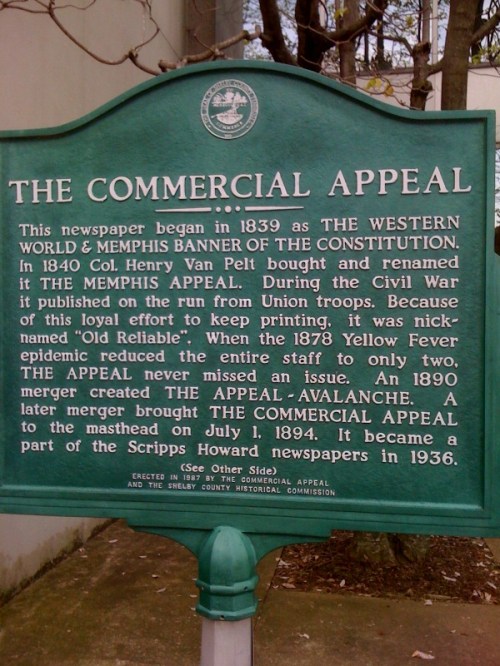 THE COMMERCIAL APPEAL
This newspaper began in 1839 as THE WESTERN
WORLD & MEMPHIS BANNER OF THE CONSTITUTION.
In 1840 Col. Henry Van Pelt bought and renamed
it THE MEMPHIS APPEAL. During the Civil War
it published on the run from Union troops. Because
of this loyal effort to keep printing, it was nick-
named "Old Reliable". When the 1878 Yellow Fever
epidemic reduced the entire staff to only two,
THE APPEAL never missed an issue. An 1890
merger created THE APPEAL - AVALANCHE. A
later merger brought THE COMMERCIAL APPEAL
to the masthead on July 1, 1894. It became a
part of the Scripps Howard newspapers in 1936.
(See Other Side)
ERECTED IN 1987 BY THE COMMERCIAL APPEAL
AND THE SHELBY COUNTY HISTORICAL COMMISSION